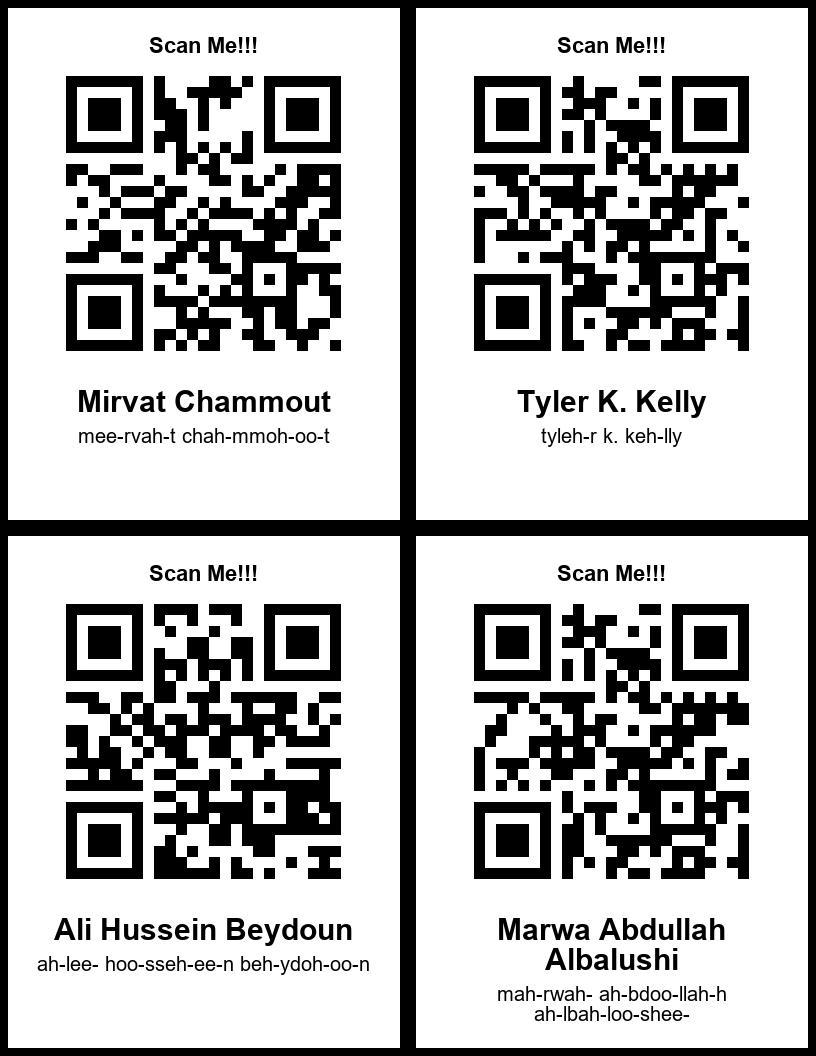 Scan Me!!!
Mirvat Chammout
mee-rvah-t chah-mmoh-oo-t
Scan Me!!!
Tyler K. Kelly
tyleh-r k. keh-lly
Scan Me!!!
Ali Hussein Beydoun
ah-lee- hoo-sseh-ee-n beh-ydoh-oo-n
Scan Me!!!
Marwa Abdullah
Albalushi
mah-rwah- ah-bdoo-llah-h
ah-lbah-loo-shee-